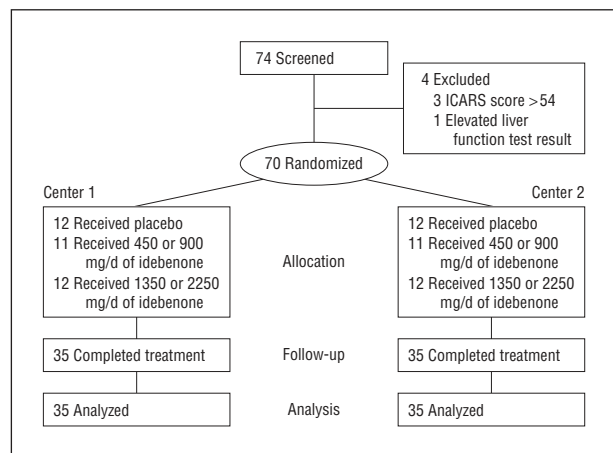 74 Screened
4 Excluded
3 ICARS score >54
1 Elevated liver
function test result
70 Randomized
Center 1
Center 2
12 Received placebo
11 Received 450 or 900
mg/d of idebenone
12 Received 1350 or 2250
mg/d of idebenone
Allocation
12 Received placebo
11 Received 450 or 900
mg/d of idebenone
12 Received 1350 or 2250
mg/d of idebenone
35 Completed treatment
Follow-up
35 Completed treatment
35 Analyzed
Analysis
35 Analyzed